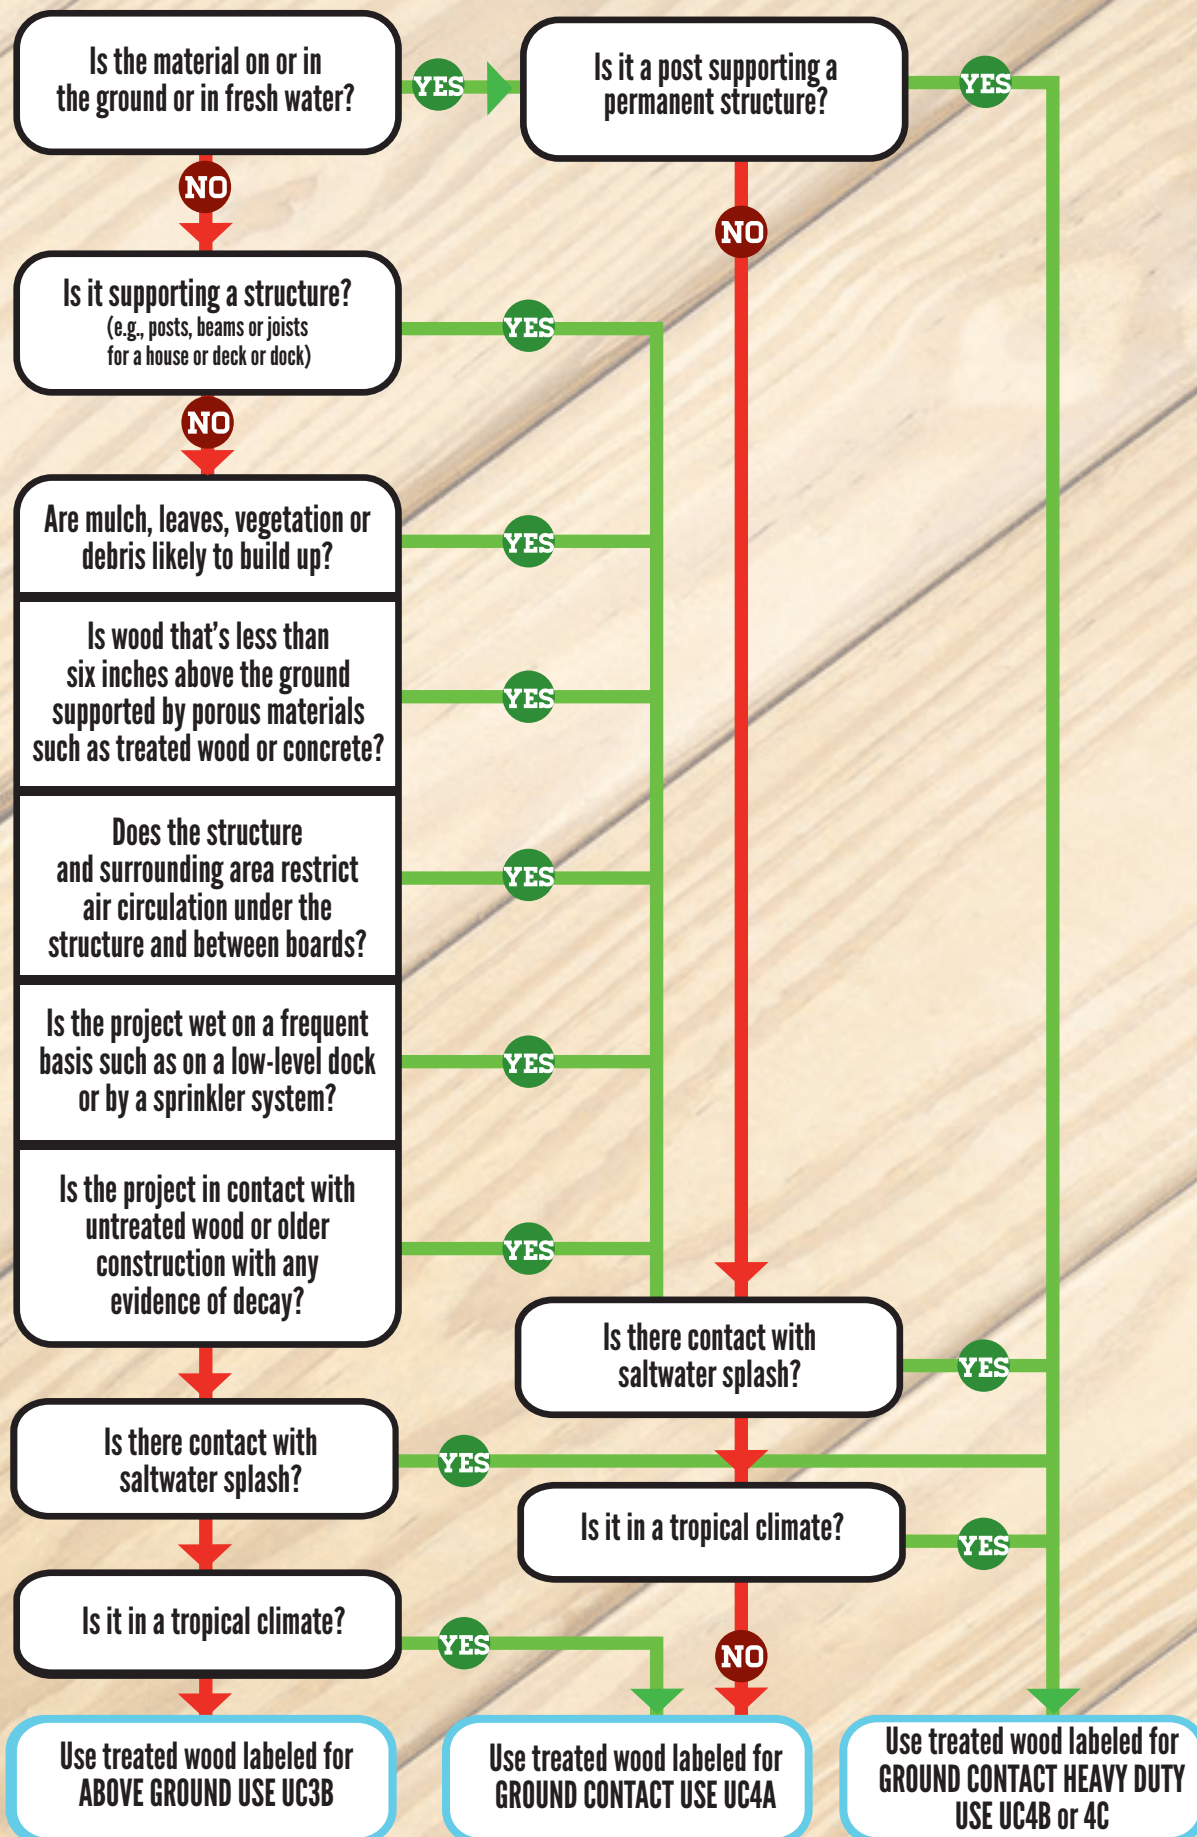 Is the material on or in
the ground or in fresh water?
YES
Is it a post supporting a
permanent structure?
YES
NO
NO
Is it supporting a structure?
(e.g., posts, beams or joists
for a house or deck or dock)
YES
NO
Are mulch, leaves, vegetation or
debris likely to build up?
YES
Is wood that's less than
six inches above the ground
supported by porous materials
such as treated wood or concrete?
YES
Does the structure
and surrounding area restrict
air circulation under the
structure and between boards?
YES
Is the project wet on a frequent
basis such as on a low-level dock
or by a sprinkler system?
YES
Is the project in contact with
untreated wood or older
construction with any
evidence of decay?
YES
Is there contact with
saltwater splash?
YES
Is there contact with
saltwater splash?
YES
Is it in a tropical climate?
YES
Is it in a tropical climate?
YES
NO
Use treated wood labeled for
ABOVE GROUND USE UC3B
Use treated wood labeled for
GROUND CONTACT USE UC4A
Use treated wood labeled for
GROUND CONTACT HEAVY DUTY
USE UC4B or 4C